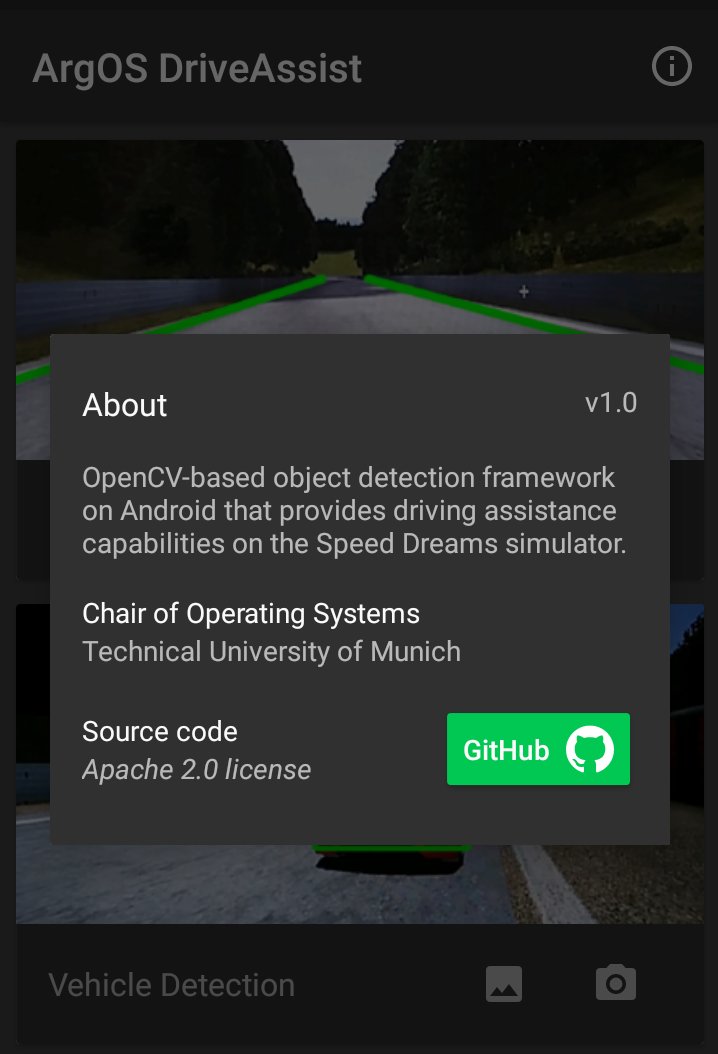 ArgOS DriveAssist
About
v1.0
OpenCV-based object detection framework
on Android that provides driving assistance
capabilities on the Speed Dreams simulator.
Chair of Operating Systems
Technical University of Munich
Source code
Apache 2.0 license
GitHub
Vehicle Detection